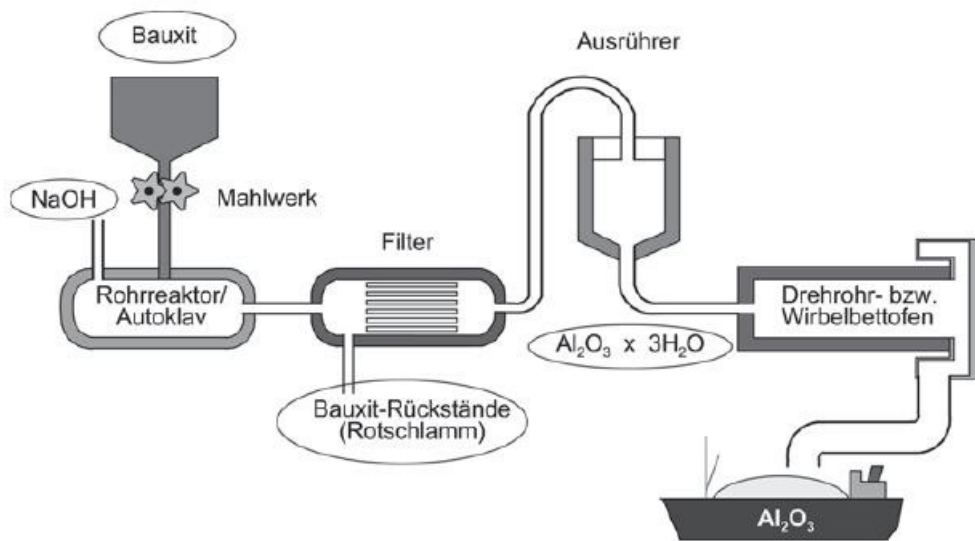 Bauxit
Ausrührer
NaOH
Mahlwerk
Filter
Rohrreaktor/
Autoklav
Drehrohr- bzw.
Wirbelbettofen
Al₂O₃ x 3H₂O
Bauxit-Rückstände
(Rotschlamm)
Al₂O₃